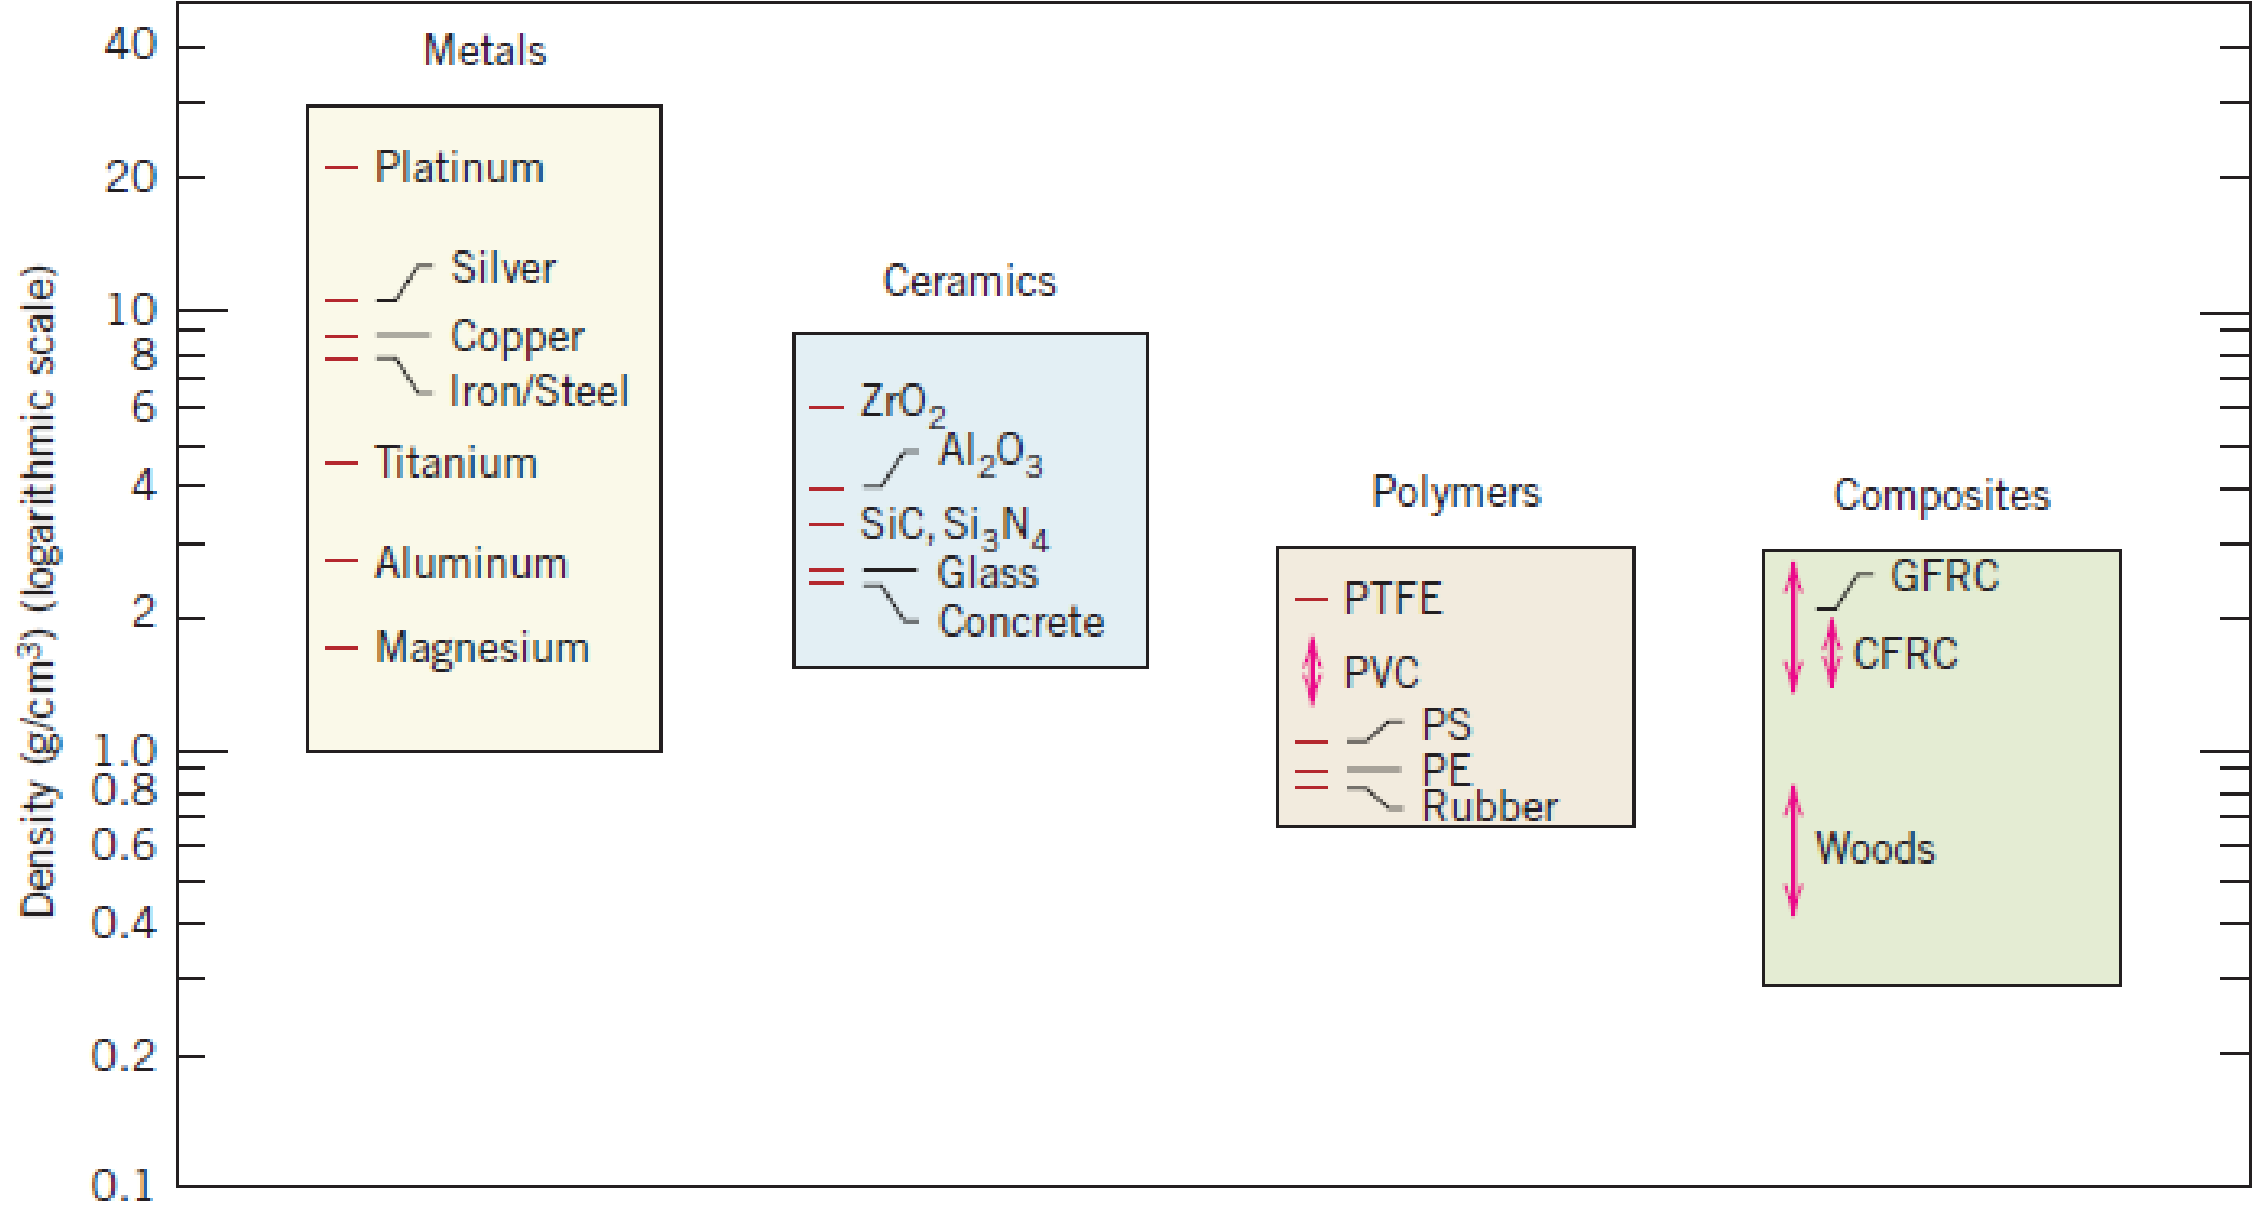 Density (g/cm³) (logarithmic scale)
40
20
10
8
6
4
2
1.0
0.8
0.6
0.4
0.2
0.1
Metals
Platinum
Silver
Copper
Iron/Steel
Titanium
Aluminum
Magnesium
Ceramics
ZrO₂
Al₂O₃
SiC, Si₃N₄
Glass
Concrete
Polymers
PTFE
PVC
PS
PE
Rubber
Composites
GFRC
CFRC
Woods